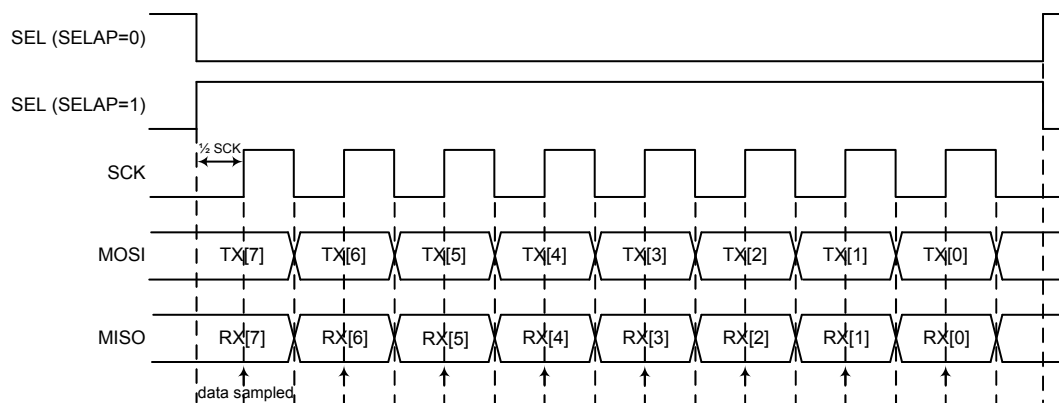 SEL (SELAP=0)
SEL (SELAP=1)
½ SCK
SCK
MOSI TX[7] TX[6] TX[5] TX[4] TX[3] TX[2] TX[1] TX[0]
MISO RX[7] RX[6] RX[5] RX[4] RX[3] RX[2] RX[1] RX[0]
data sampled